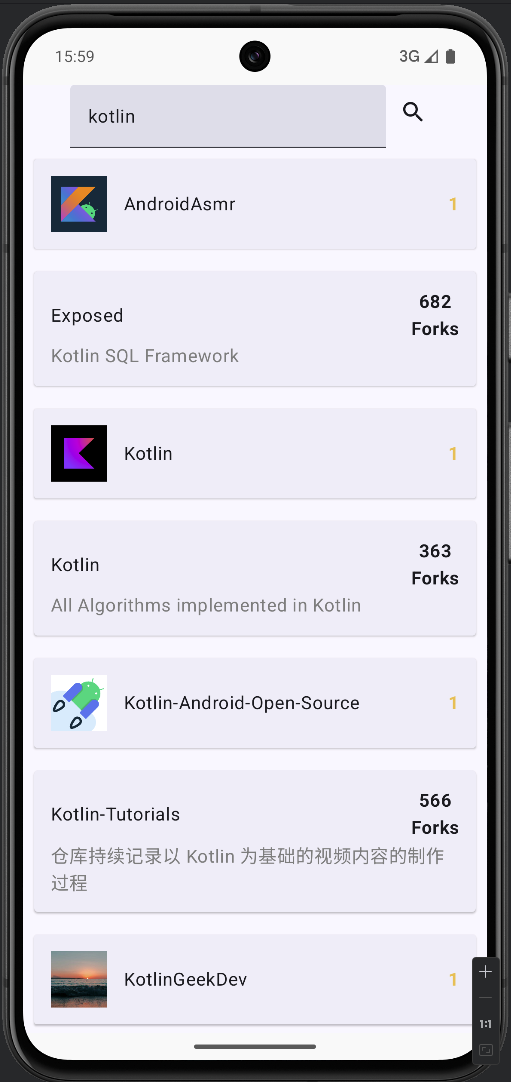 15:59
3G
kotlin
AndroidAsmr
1
682
Forks
Exposed
Kotlin SQL Framework
Kotlin
1
363
Forks
Kotlin
All Algorithms implemented in Kotlin
Kotlin-Android-Open-Source
1
566
Forks
Kotlin-Tutorials
仓库持续记录以 Kotlin 为基础的视频内容的制作
过程
KotlinGeekDev
1
1:1